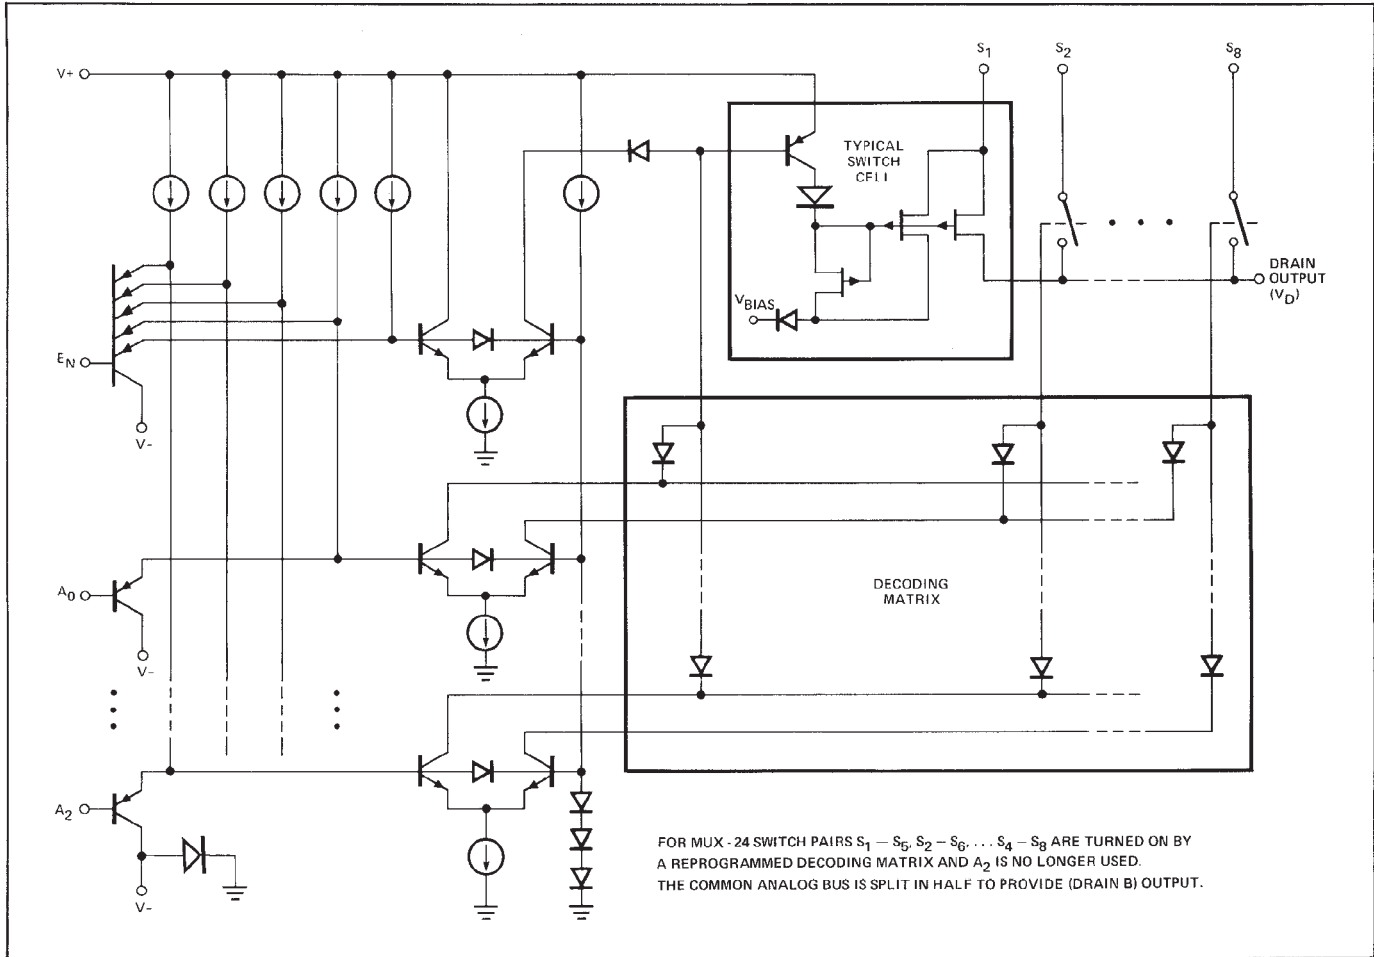 S1
S2
S8
V+
TYPICAL
SWITCH
CELL
VBIAS
DRAIN
OUTPUT
(VD)
EN
V-
A0
V-
DECODING
MATRIX
A2
V-
FOR MUX - 24 SWITCH PAIRS S1 – S5, S2 – S6, . . . S4 – S8 ARE TURNED ON BY
A REPROGRAMMED DECODING MATRIX AND A2 IS NO LONGER USED.
THE COMMON ANALOG BUS IS SPLIT IN HALF TO PROVIDE (DRAIN B) OUTPUT.